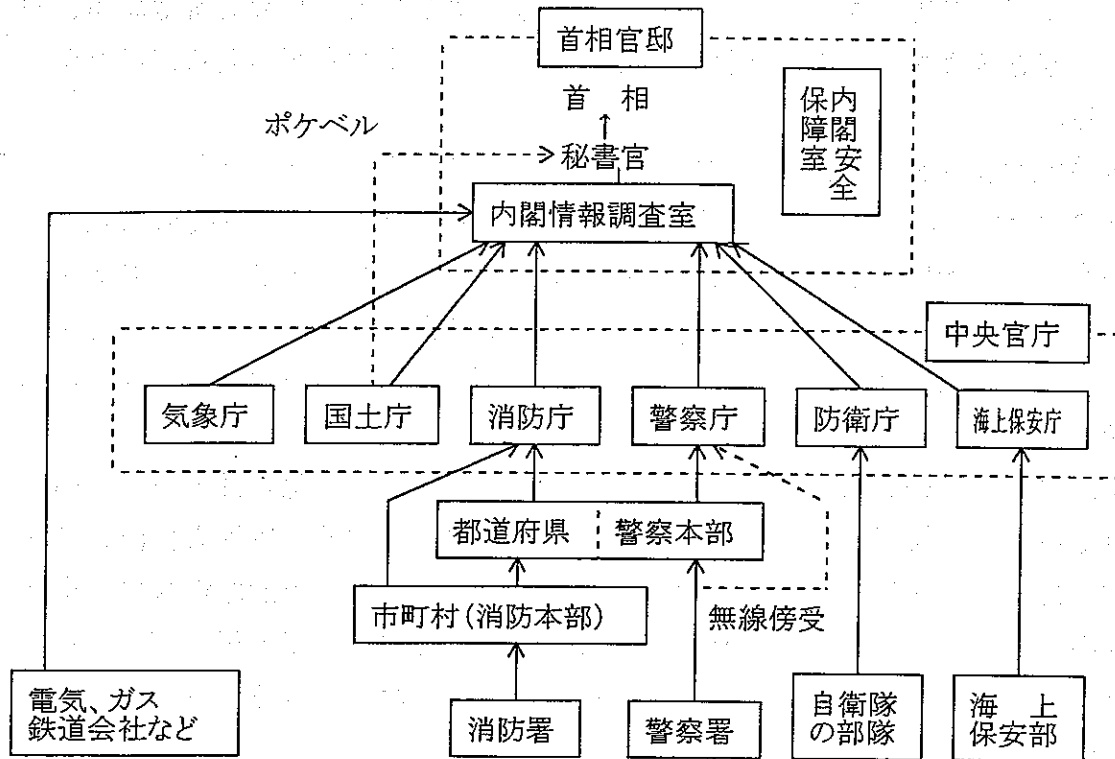 首相官邸
首 相
内閣安全
保障室
ポケベル
秘書官
内閣情報調査室
中央官庁
気象庁
国土庁
消防庁
警察庁
防衛庁
海上保安庁
都道府県
警察本部
市町村(消防本部)
無線傍受
電気、ガス
鉄道会社など
消防署
警察署
自衛隊
の部隊
海 上
保安部